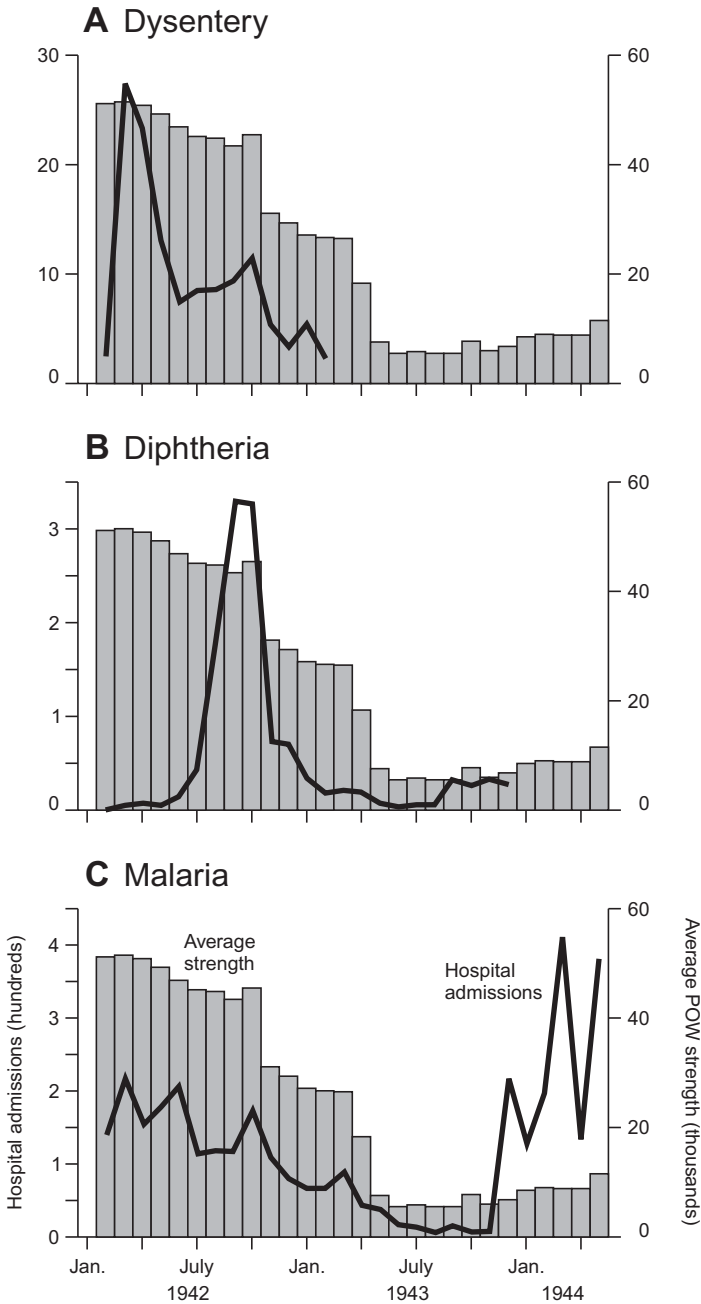 A Dysentery
30
20
10
0
60
40
20
0
B Diphtheria
3
2
1
0
60
40
20
0
C Malaria
Hospital admissions (hundreds)
4
3
2
1
0
Average
strength
Hospital
admissions
60
40
20
0
Average POW strength (thousands)
Jan. July Jan. July Jan.
1942 1943 1944